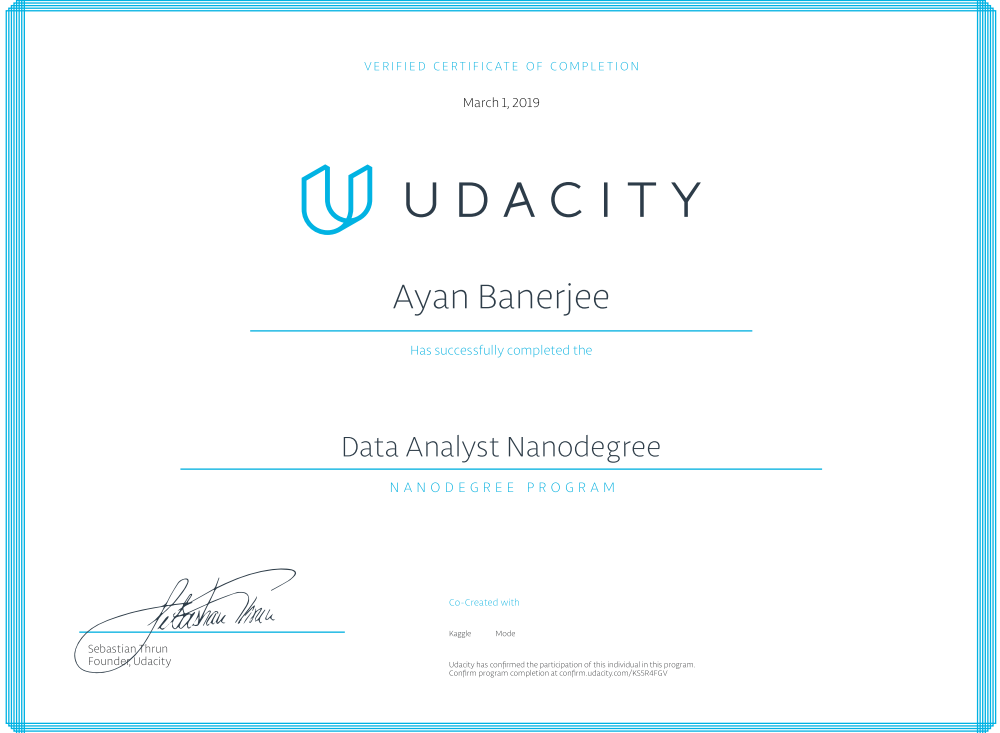 VERIFIED CERTIFICATE OF COMPLETION
March 1, 2019
UDACITY
Ayan Banerjee
Has successfully completed the
Data Analyst Nanodegree
NANODEGREE PROGRAM
Sebastian Thrun
Sebastian Thrun
Founder, Udacity
Co-Created with
Kaggle Mode
Udacity has confirmed the participation of this individual in this program.
Confirm program completion at confirm.udacity.com/KS5R4FGV